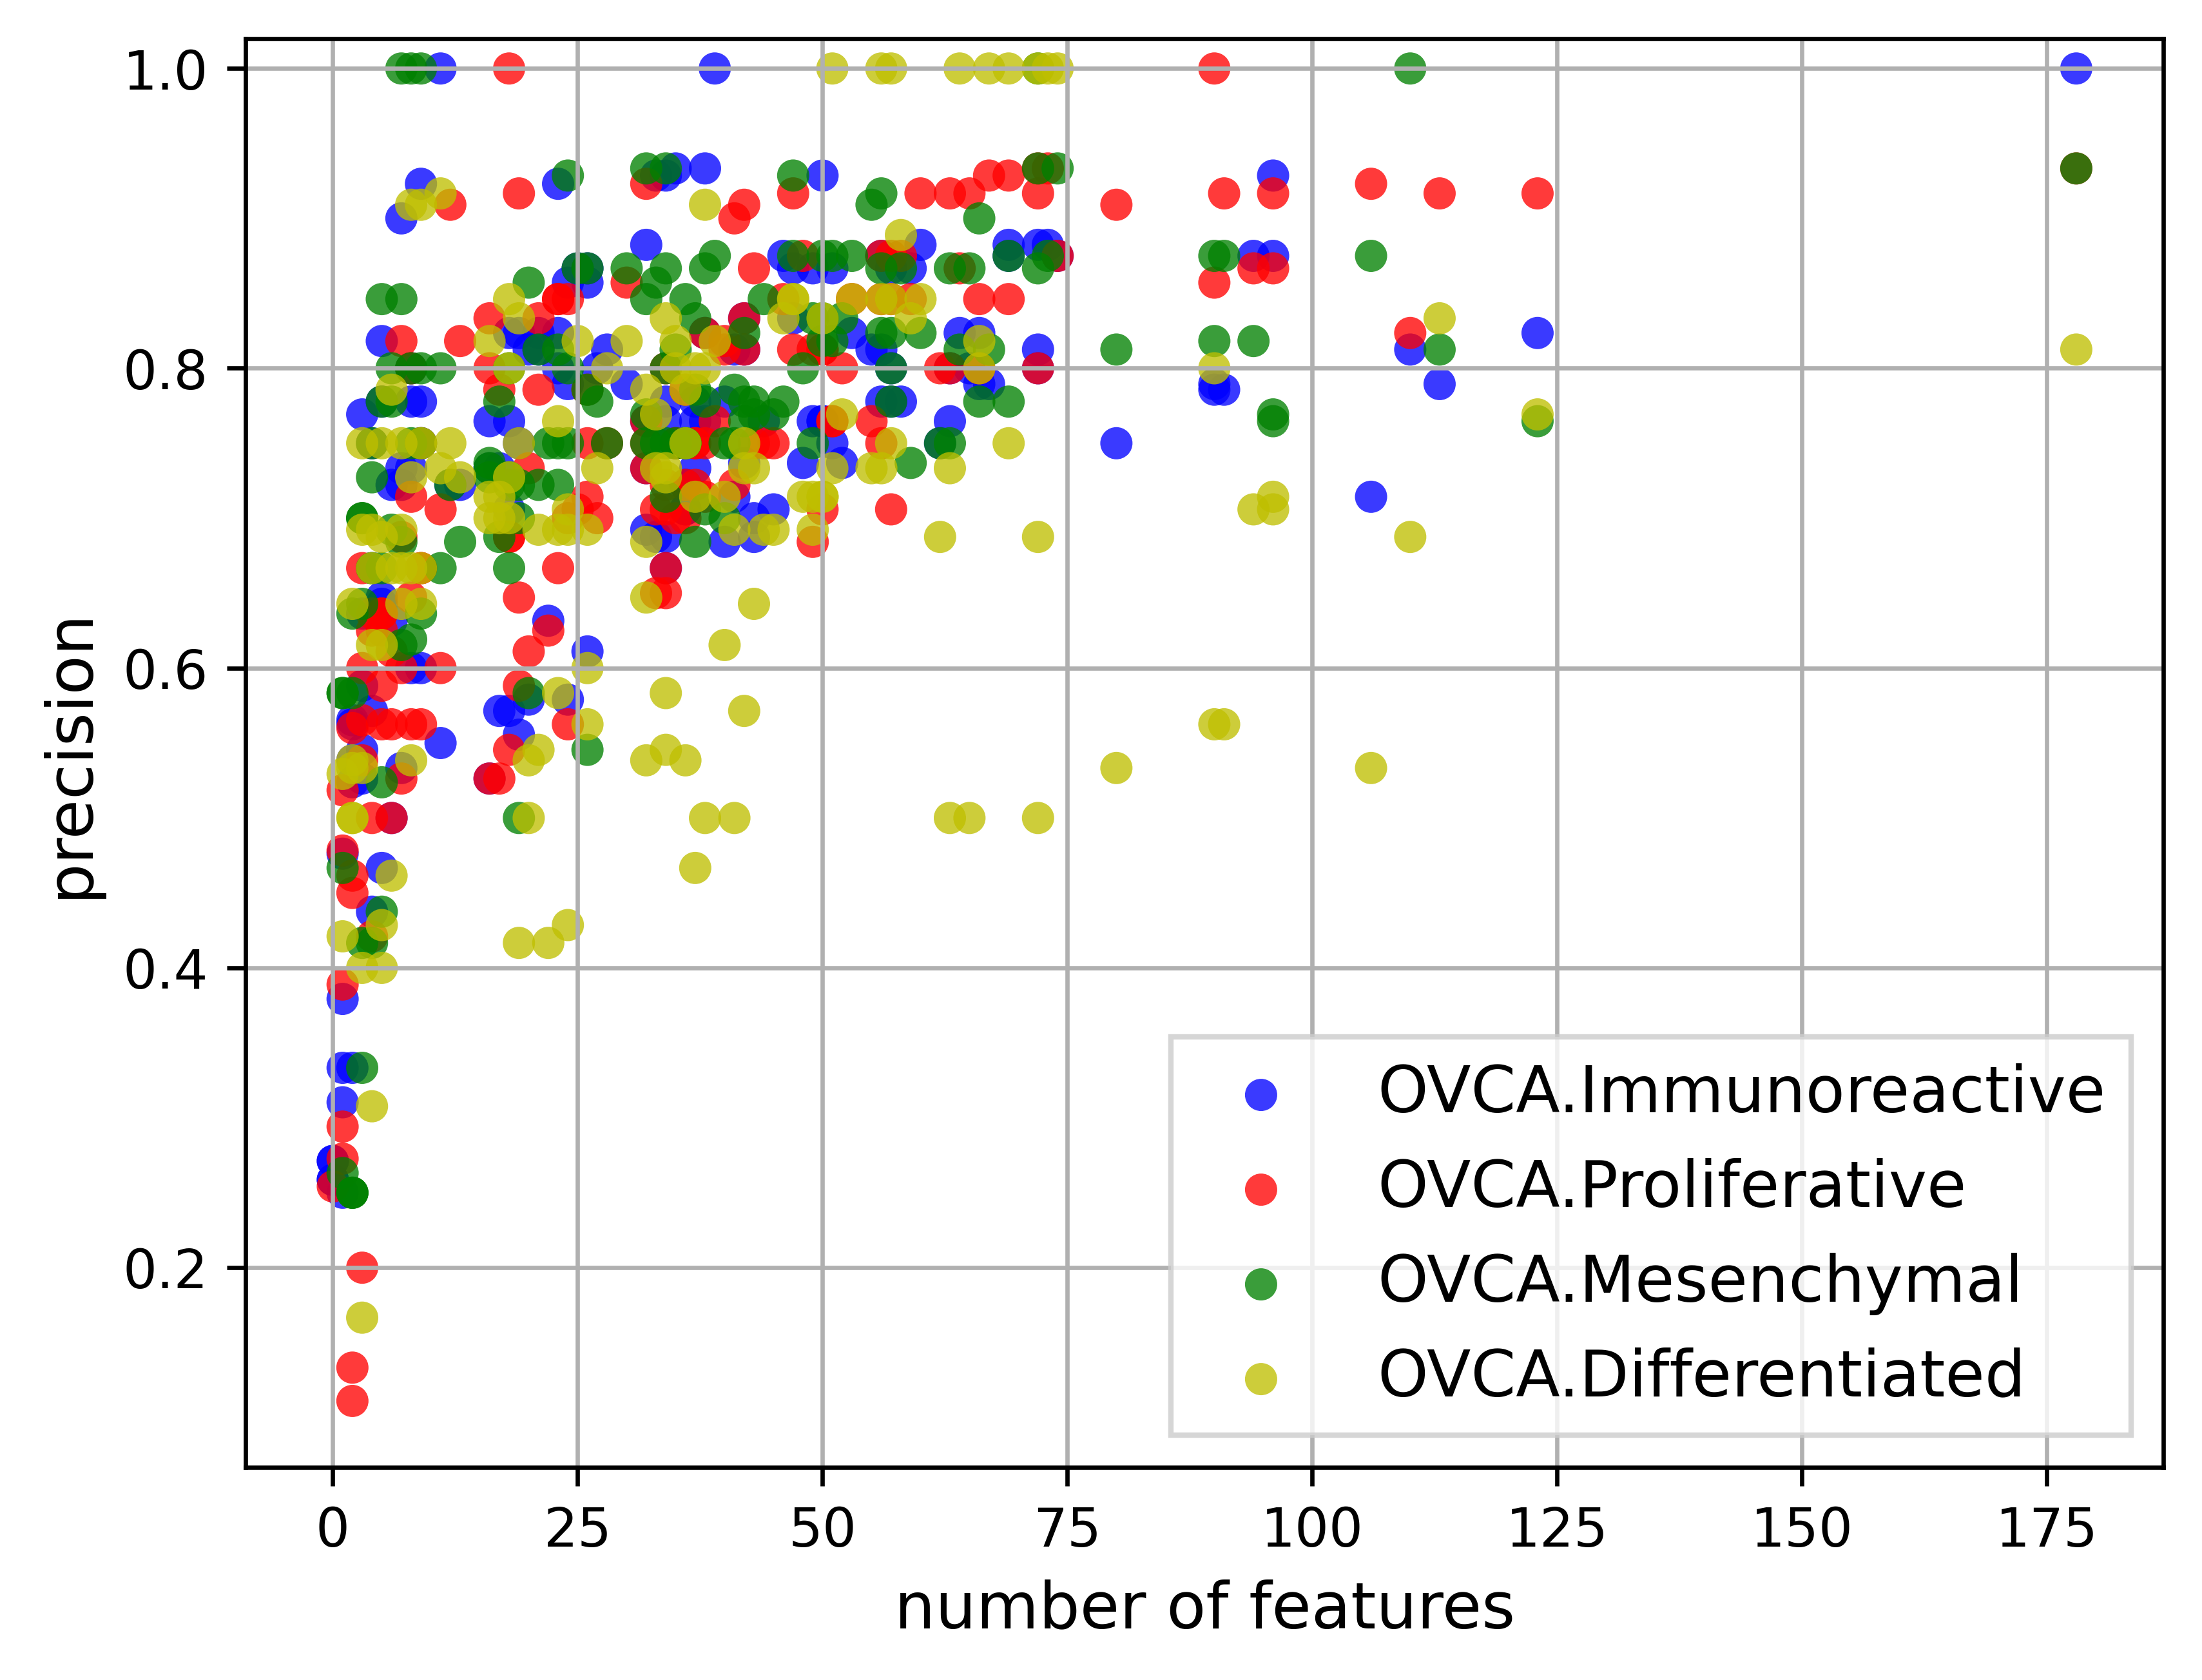 1.0
0.8
0.6
0.4
0.2
precision
0 25 50 75 100 125 150 175
number of features
OVCA.Immunoreactive
OVCA.Proliferative
OVCA.Mesenchymal
OVCA.Differentiated